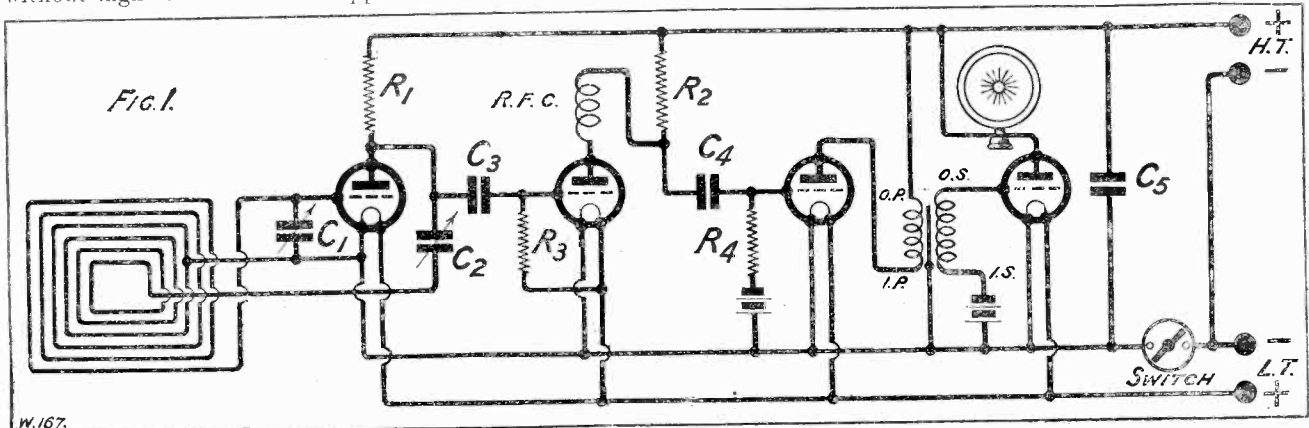 FIG. 1.
R1
C1
C2
C3
R3
R.F.C.
R2
C4
R4
O.P.
I.P.
O.S.
I.S.
C5
+
H.T.
-
SWITCH
-
L.T.
+
W.167.